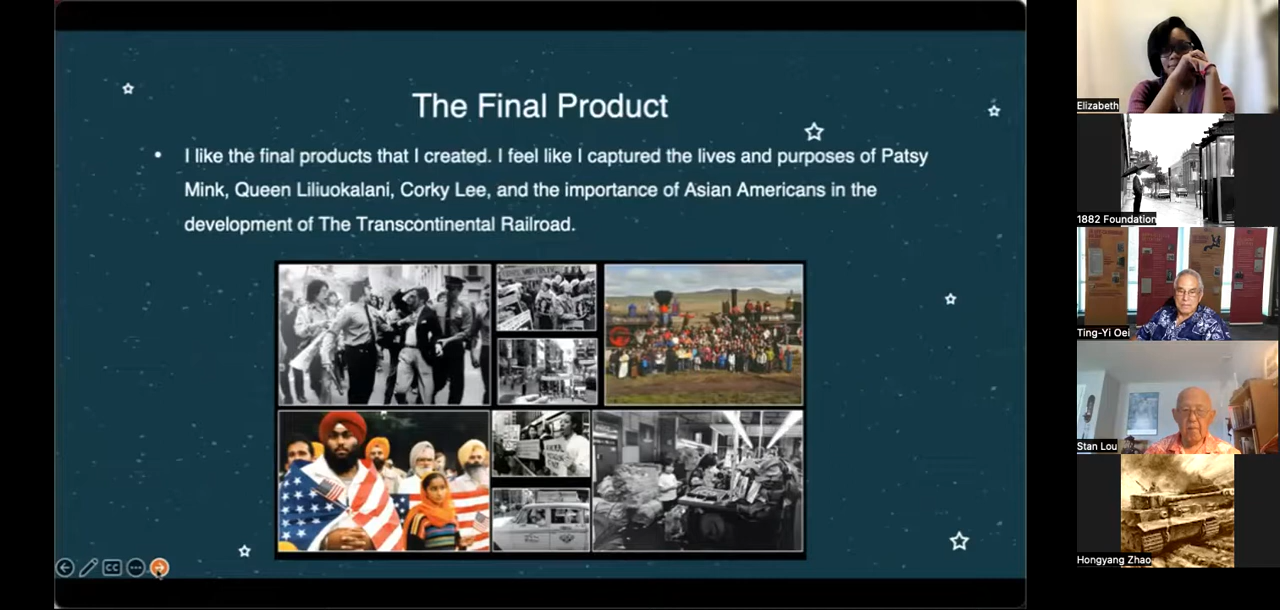 The Final Product
• I like the final products that I created. I feel like I captured the lives and purposes of Patsy
Mink, Queen Liliuokalani, Corky Lee, and the importance of Asian Americans in the
development of The Transcontinental Railroad.
CC
Elizabeth
1882 Foundation
Ting-Yi Oei
Stan Lou
Hongyang Zhao